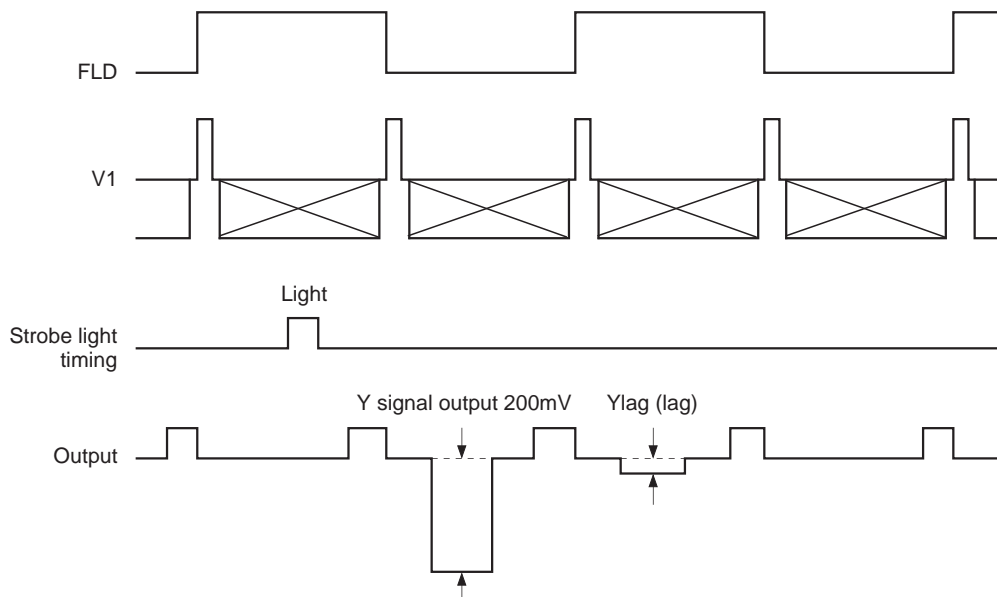 FLD
V1
Light
Strobe light
timing
Y signal output 200mV
Ylag (lag)
Output